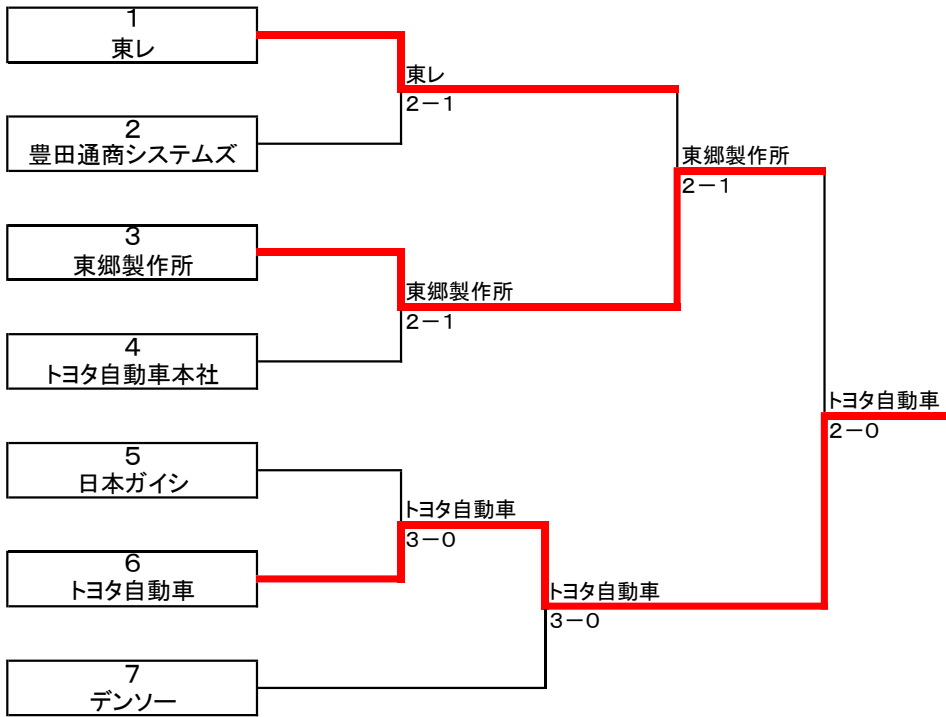 1
東レ
2
豊田通商システムズ
3
東郷製作所
4
トヨタ自動車本社
5
日本ガイシ
6
トヨタ自動車
7
デンソー
東レ
2-1
東郷製作所
2-1
トヨタ自動車
3-0
東郷製作所
2-1
トヨタ自動車
3-0
トヨタ自動車
2-0